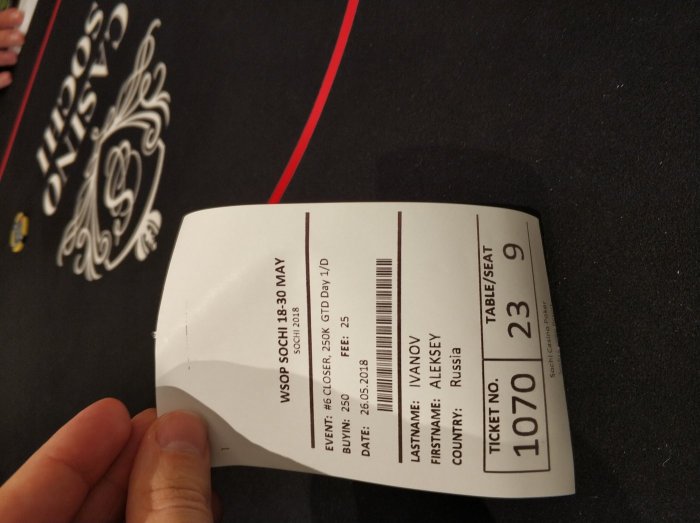 CASINO
SOCHI
WSOP SOCHI 18-30 MAY
SOCHI 2018
EVENT: #6 CLOSER, 250K GTD Day 1/D
BUYIN: 250 FEE: 25
DATE: 26.05.2018
LASTNAME: IVANOV
FIRSTNAME: ALEKSEY
COUNTRY: Russia
TICKET NO. TABLE/SEAT
1070 23 9
Sochi Casino Poker